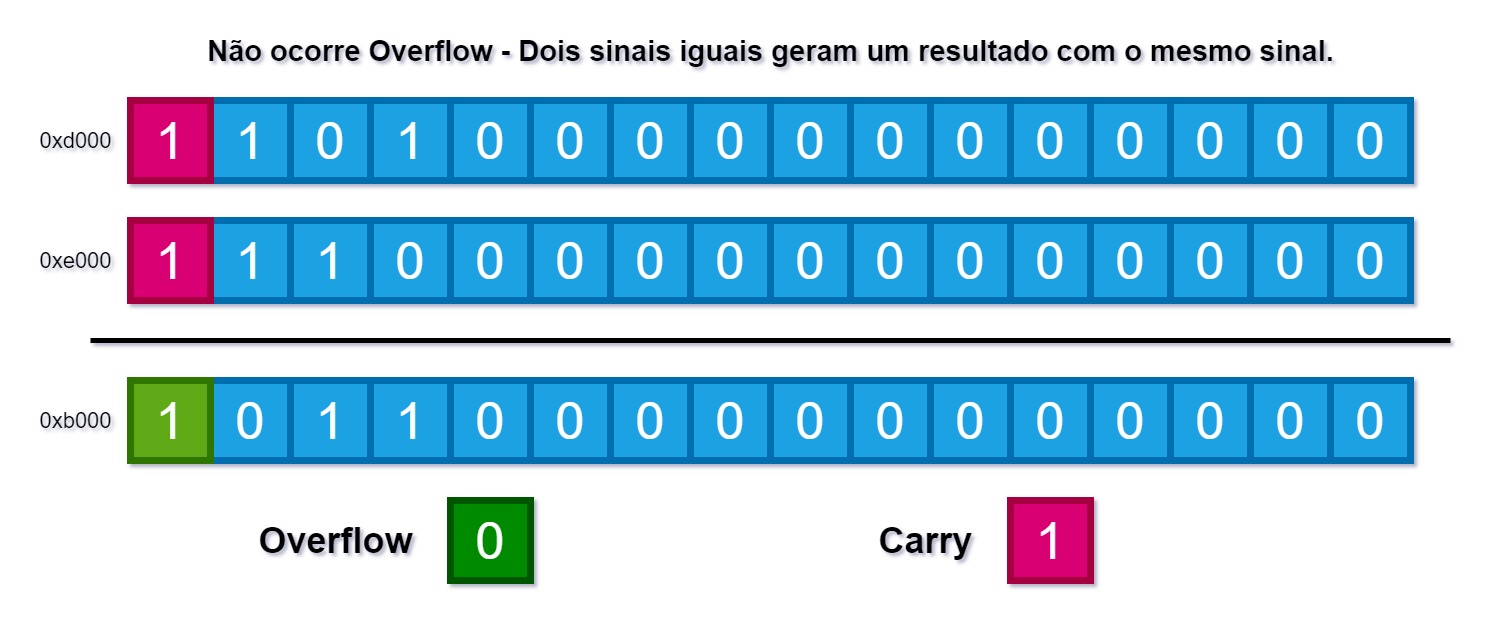 Não ocorre Overflow - Dois sinais iguais geram um resultado com o mesmo sinal.
0xd000 1 1 0 1 0 0 0 0 0 0 0 0 0 0 0 0
0xe000 1 1 1 0 0 0 0 0 0 0 0 0 0 0 0 0
0xb000 1 0 1 1 0 0 0 0 0 0 0 0 0 0 0 0
Overflow 0 Carry 1